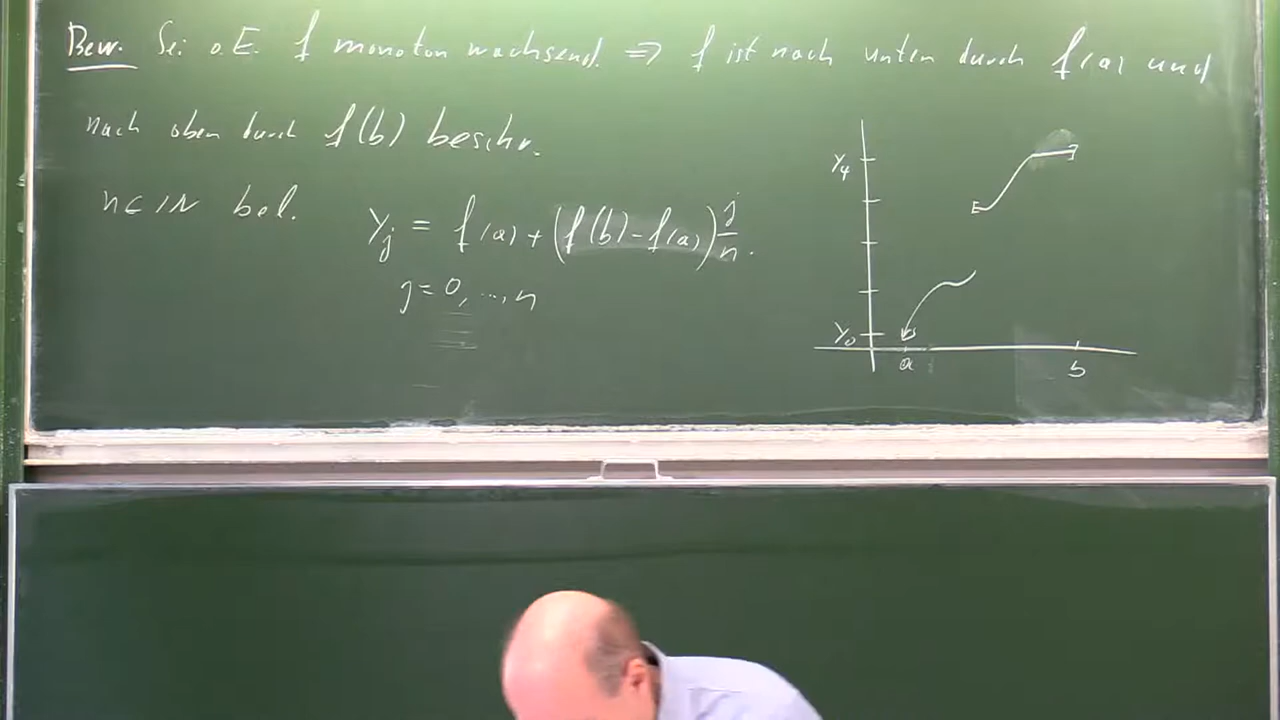 Bew. Sei o.E. f monoton wachsend. ⇒ f ist nach unten durch f(a) und
nach oben durch f(b) beschr.
n∈ℕ bel. y_j = f(a) + (f(b)-f(a)) j/n.
j=0,...,n
y_4
y_0
a b